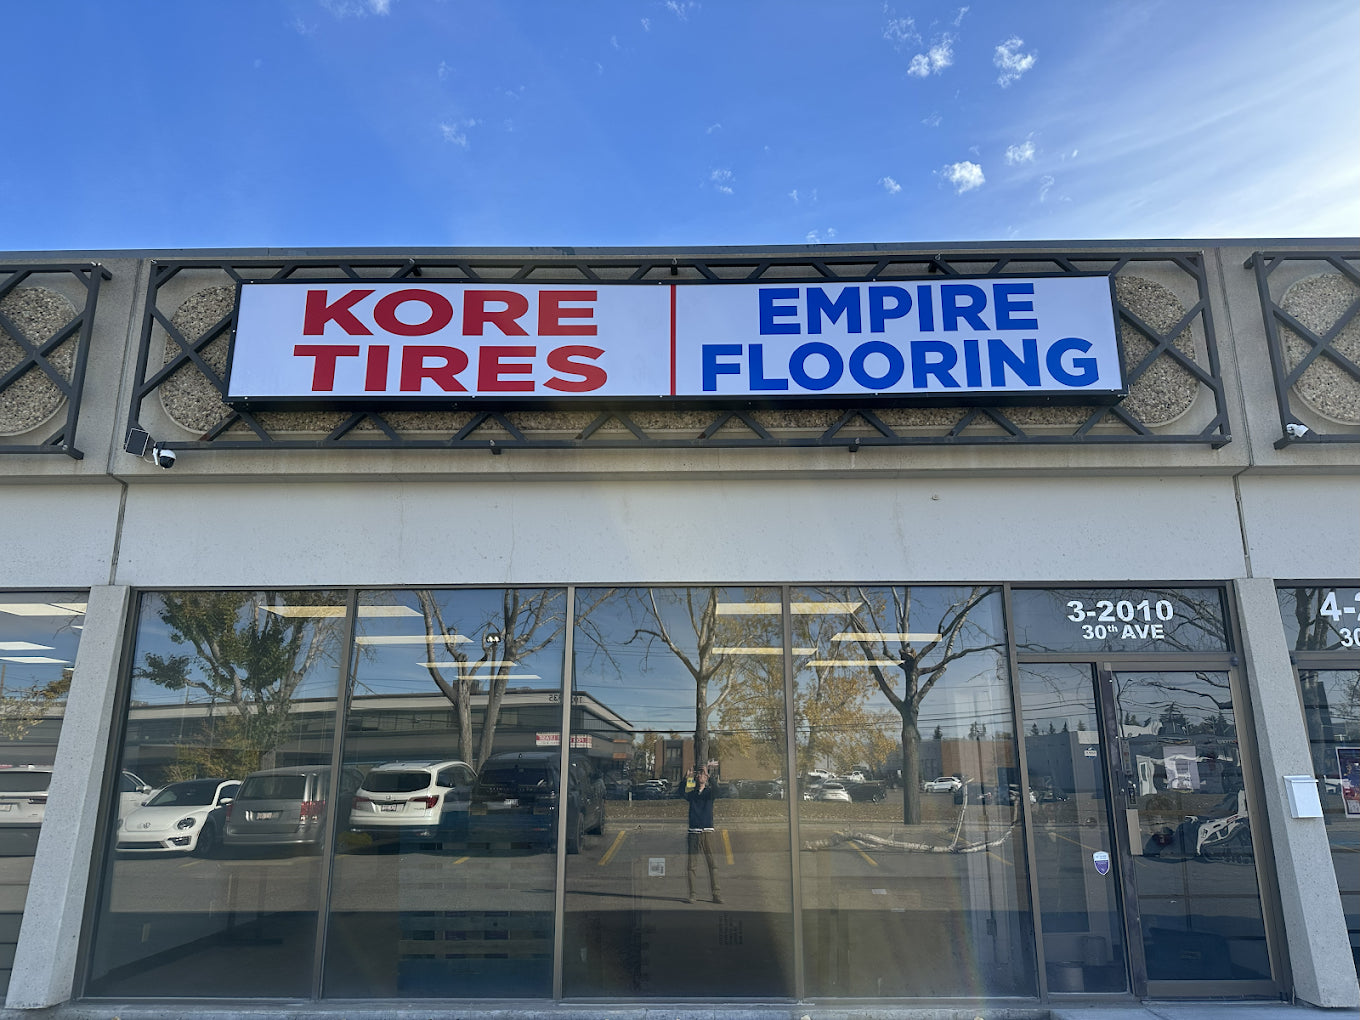 KORE
TIRES
EMPIRE
FLOORING
3-2010
30th AVE